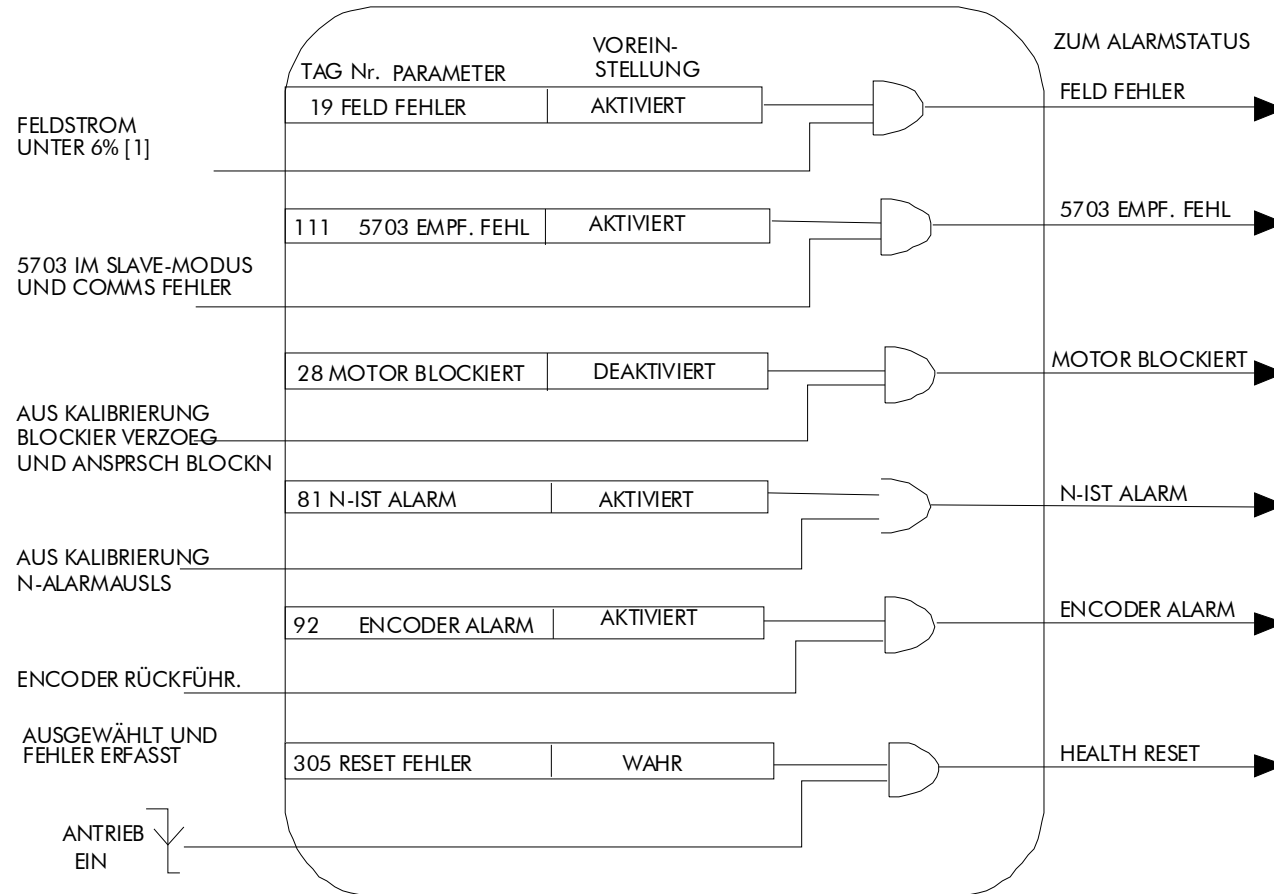 VOREIN-
STELLUNG
ZUM ALARMSTATUS
TAG Nr. PARAMETER
19 FELD FEHLER AKTIVIERT
FELD FEHLER
FELDSTROM
UNTER 6% [1]
111 5703 EMPF. FEHL AKTIVIERT
5703 EMPF. FEHL
5703 IM SLAVE-MODUS
UND COMMS FEHLER
28 MOTOR BLOCKIERT DEAKTIVIERT
MOTOR BLOCKIERT
AUS KALIBRIERUNG
BLOCKIER VERZOEG
UND ANSPRSCH BLOCKN
81 N-IST ALARM AKTIVIERT
N-IST ALARM
AUS KALIBRIERUNG
N-ALARMAUSLS
92 ENCODER ALARM AKTIVIERT
ENCODER ALARM
ENCODER RÜCKFÜHR.
AUSGEWÄHLT UND
FEHLER ERFASST
305 RESET FEHLER WAHR
HEALTH RESET
ANTRIEB
EIN